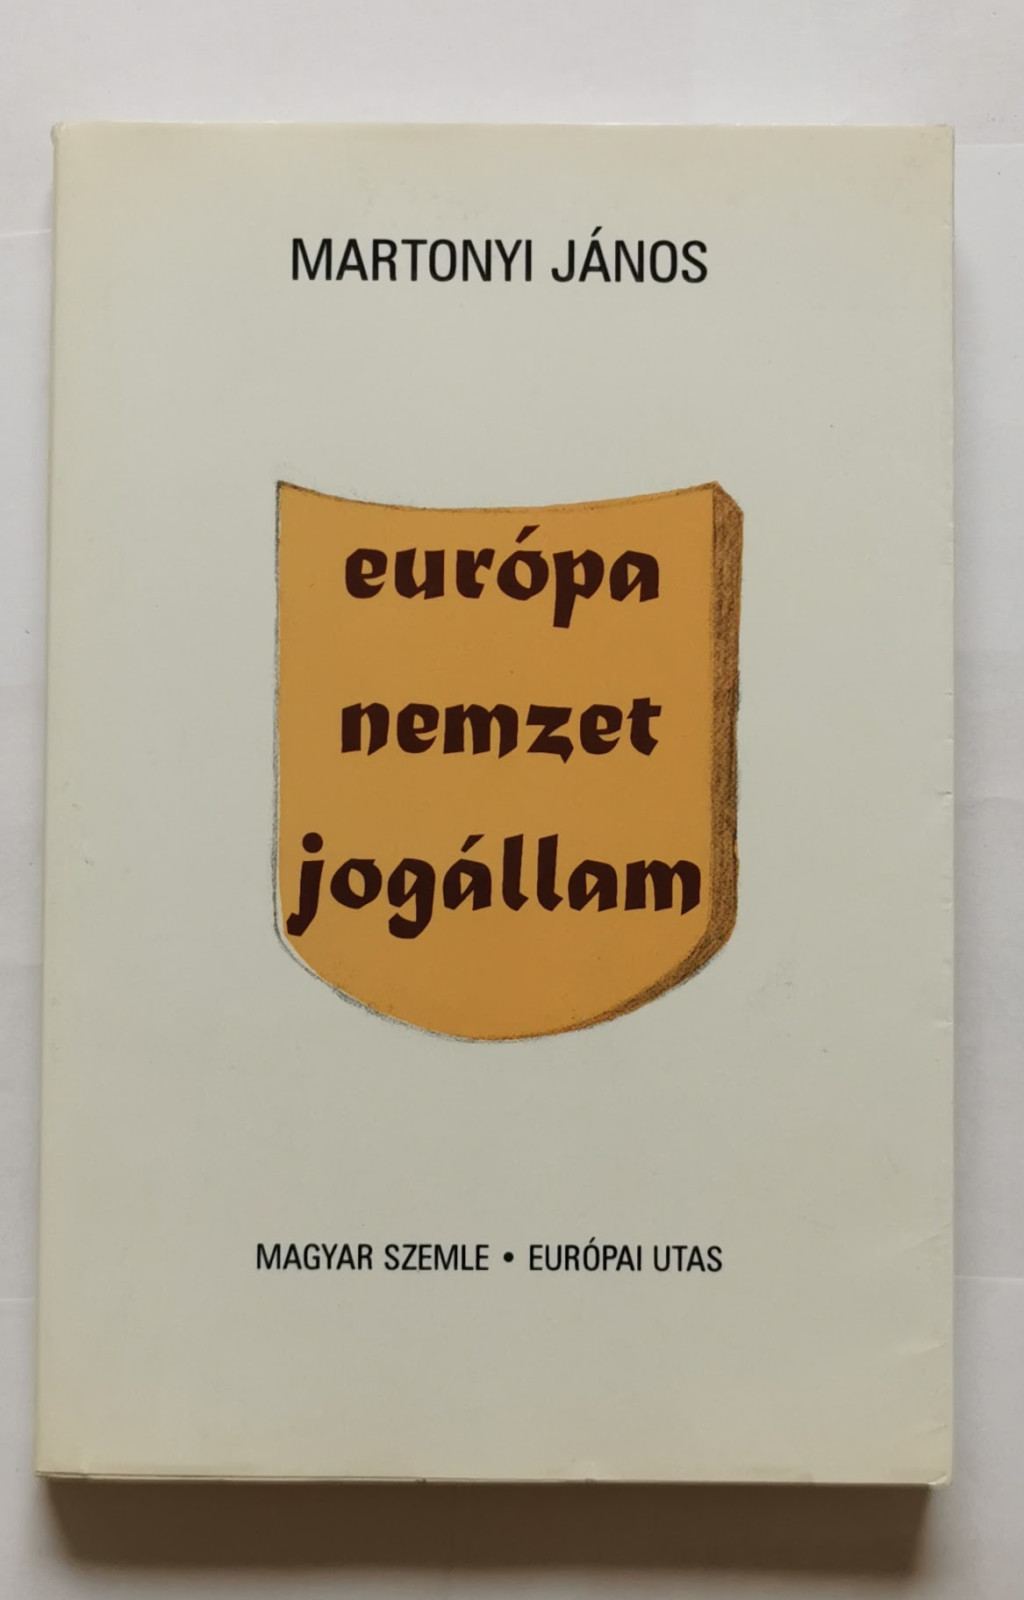 MARTONYI JÁNOS
európa
nemzet
jogállam
MAGYAR SZEMLE • EURÓPAI UTAS